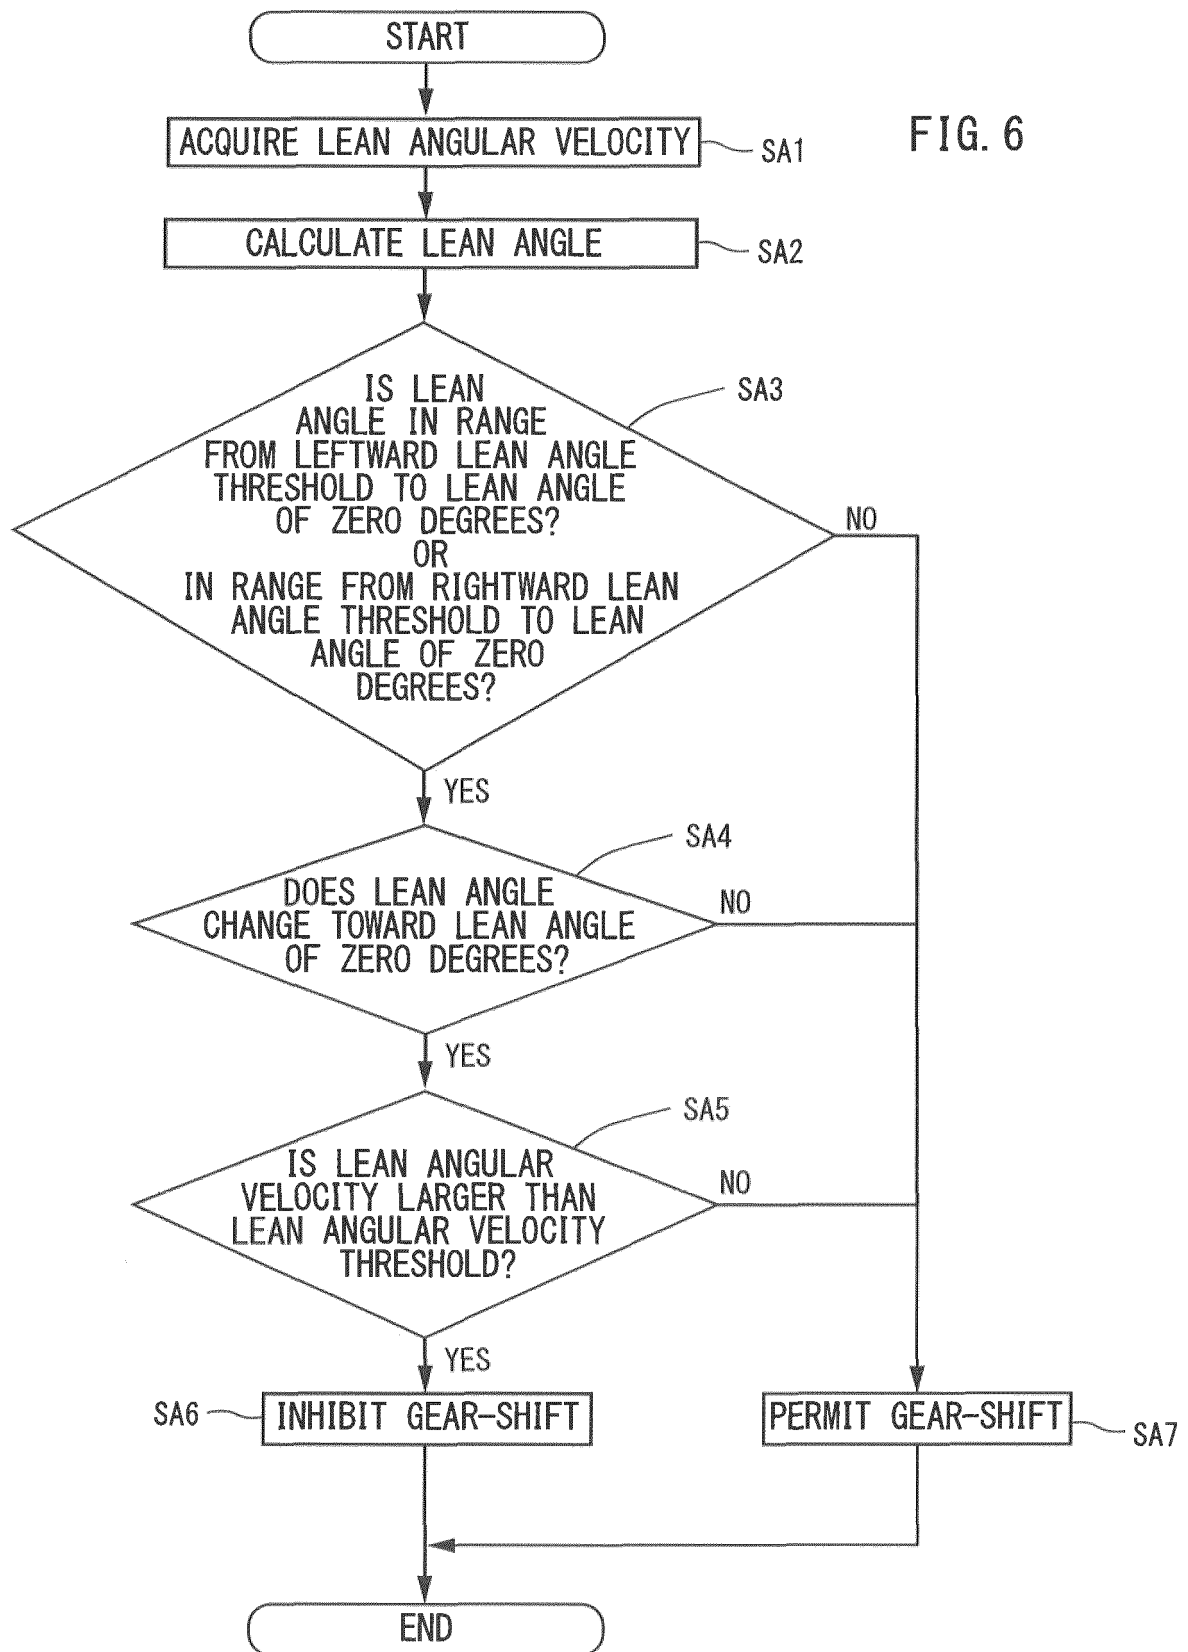 START
FIG. 6
ACQUIRE LEAN ANGULAR VELOCITY
SA1
CALCULATE LEAN ANGLE
SA2
IS LEAN
ANGLE IN RANGE
FROM LEFTWARD LEAN ANGLE
THRESHOLD TO LEAN ANGLE
OF ZERO DEGREES?
OR
IN RANGE FROM RIGHTWARD LEAN
ANGLE THRESHOLD TO LEAN
ANGLE OF ZERO
DEGREES?
SA3
NO
YES
DOES LEAN ANGLE
CHANGE TOWARD LEAN ANGLE
OF ZERO DEGREES?
SA4
NO
YES
IS LEAN ANGULAR
VELOCITY LARGER THAN
LEAN ANGULAR VELOCITY
THRESHOLD?
SA5
NO
YES
SA6
INHIBIT GEAR-SHIFT
PERMIT GEAR-SHIFT
SA7
END